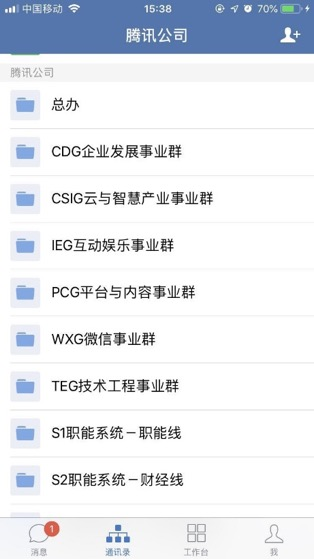 中国移动
15:38
70%
腾讯公司
腾讯公司
总办
CDG企业发展事业群
CSIG云与智慧产业事业群
IEG互动娱乐事业群
PCG平台与内容事业群
WXG微信事业群
TEG技术工程事业群
S1职能系统－职能线
S2职能系统－财经线
1
消息
通讯录
工作台
我